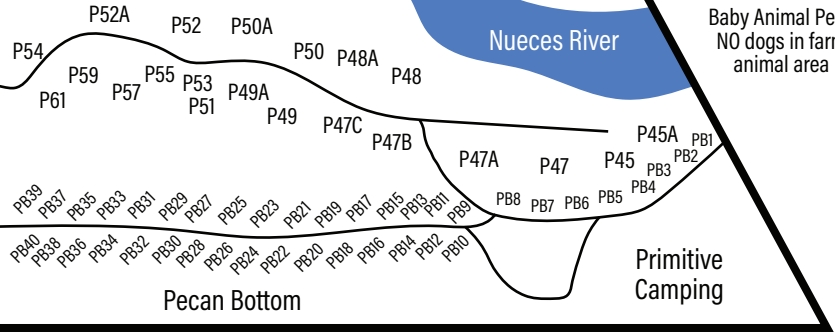 P52A
P52
P50A
P54
P50
P48A
P48
Nueces River
Baby Animal Pe
NO dogs in farm
animal area
P59
P61
P57
P55
P53
P51
P49A
P49
P47C
P47B
P47A
P47
P45
P45A
PB1
PB2
PB3
PB4
PB5
PB6
PB7
PB8
PB39
PB37
PB35
PB33
PB31
PB29
PB27
PB25
PB23
PB21
PB19
PB17
PB15
PB13
PB11
PB9
PB40
PB38
PB36
PB34
PB32
PB30
PB28
PB26
PB24
PB22
PB20
PB18
PB16
PB14
PB12
PB10
Pecan Bottom
Primitive
Camping